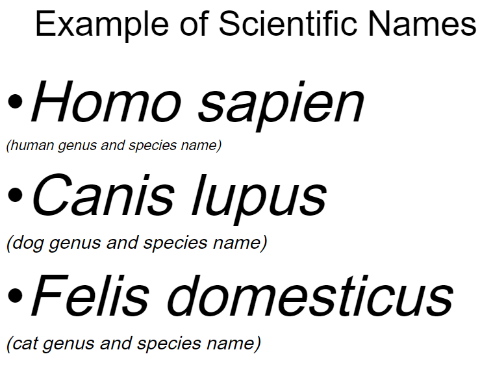 Example of Scientific Names
•Homo sapien
(human genus and species name)
•Canis lupus
(dog genus and species name)
•Felis domesticus
(cat genus and species name)